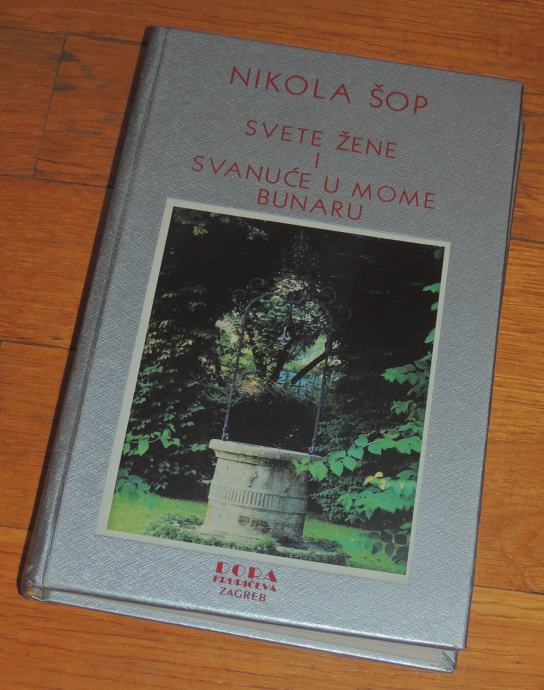 NIKOLA ŠOP
SVETE ŽENE
I
SVANUĆE U MOME
BUNARU
DORA
KRUPIĆEVA
ZAGREB